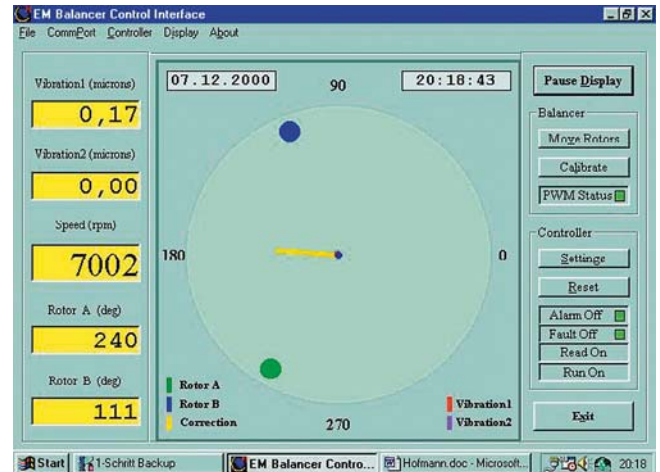 EM Balancer Control Interface
File CommPort Controller Display About
Vibration1 (microns)
0,17
Vibration2 (microns)
0,00
Speed (rpm)
7002
Rotor A (deg)
240
Rotor B (deg)
111
07.12.2000
20:18:43
90
180
0
270
Rotor A
Rotor B
Correction
Vibration1
Vibration2
Pause Display
Balancer
Move Rotors
Calibrate
PWM Status
Controller
Settings
Reset
Alarm Off
Fault Off
Read On
Run On
Exit
Start 1-Schritt Backup EM Balancer Contro... Hofmann.doc - Microsoft... 20:18